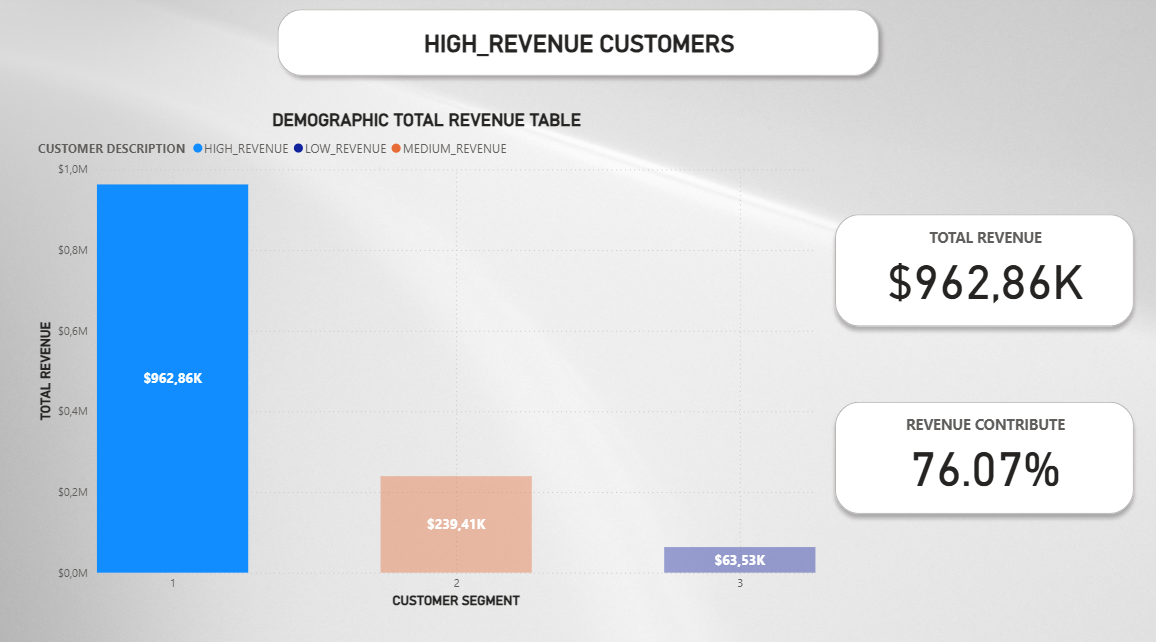 HIGH_REVENUE CUSTOMERS
DEMOGRAPHIC TOTAL REVENUE TABLE
CUSTOMER DESCRIPTION HIGH_REVENUE LOW_REVENUE MEDIUM_REVENUE
$1,0M
$0,8M
$0,6M
$0,4M
$0,2M
$0,0M
TOTAL REVENUE
$962,86K
$239,41K
$63,53K
1 2 3
CUSTOMER SEGMENT
TOTAL REVENUE
$962,86K
REVENUE CONTRIBUTE
76.07%